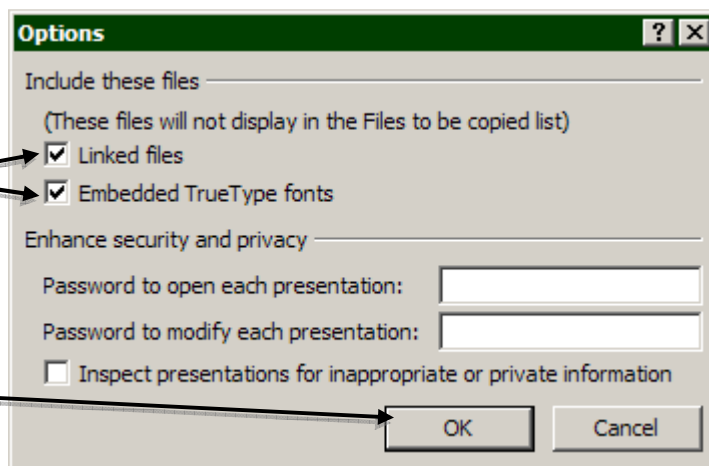 Options
Include these files
(These files will not display in the Files to be copied list)
Linked files
Embedded TrueType fonts
Enhance security and privacy
Password to open each presentation:
Password to modify each presentation:
Inspect presentations for inappropriate or private information
OK Cancel